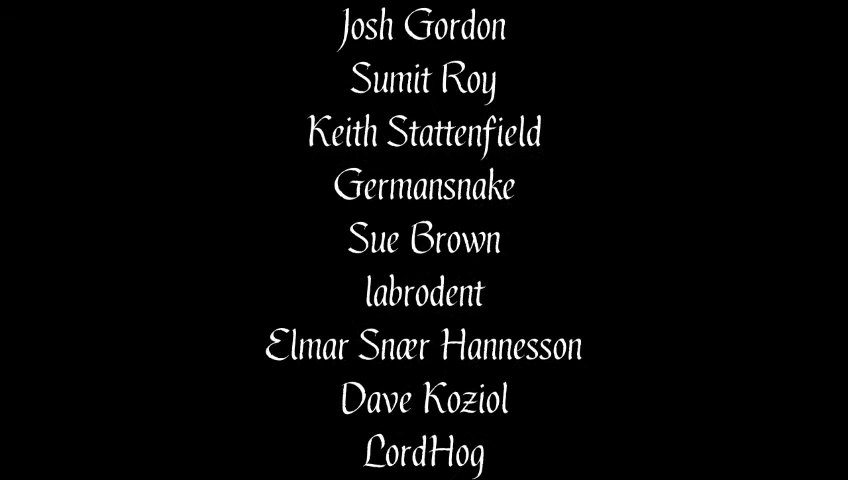 Josh Gordon
Sumit Roy
Keith Stattenfield
Germansnake
Sue Brown
labrodent
Elmar Snær Hannesson
Dave Koziol
LordHog